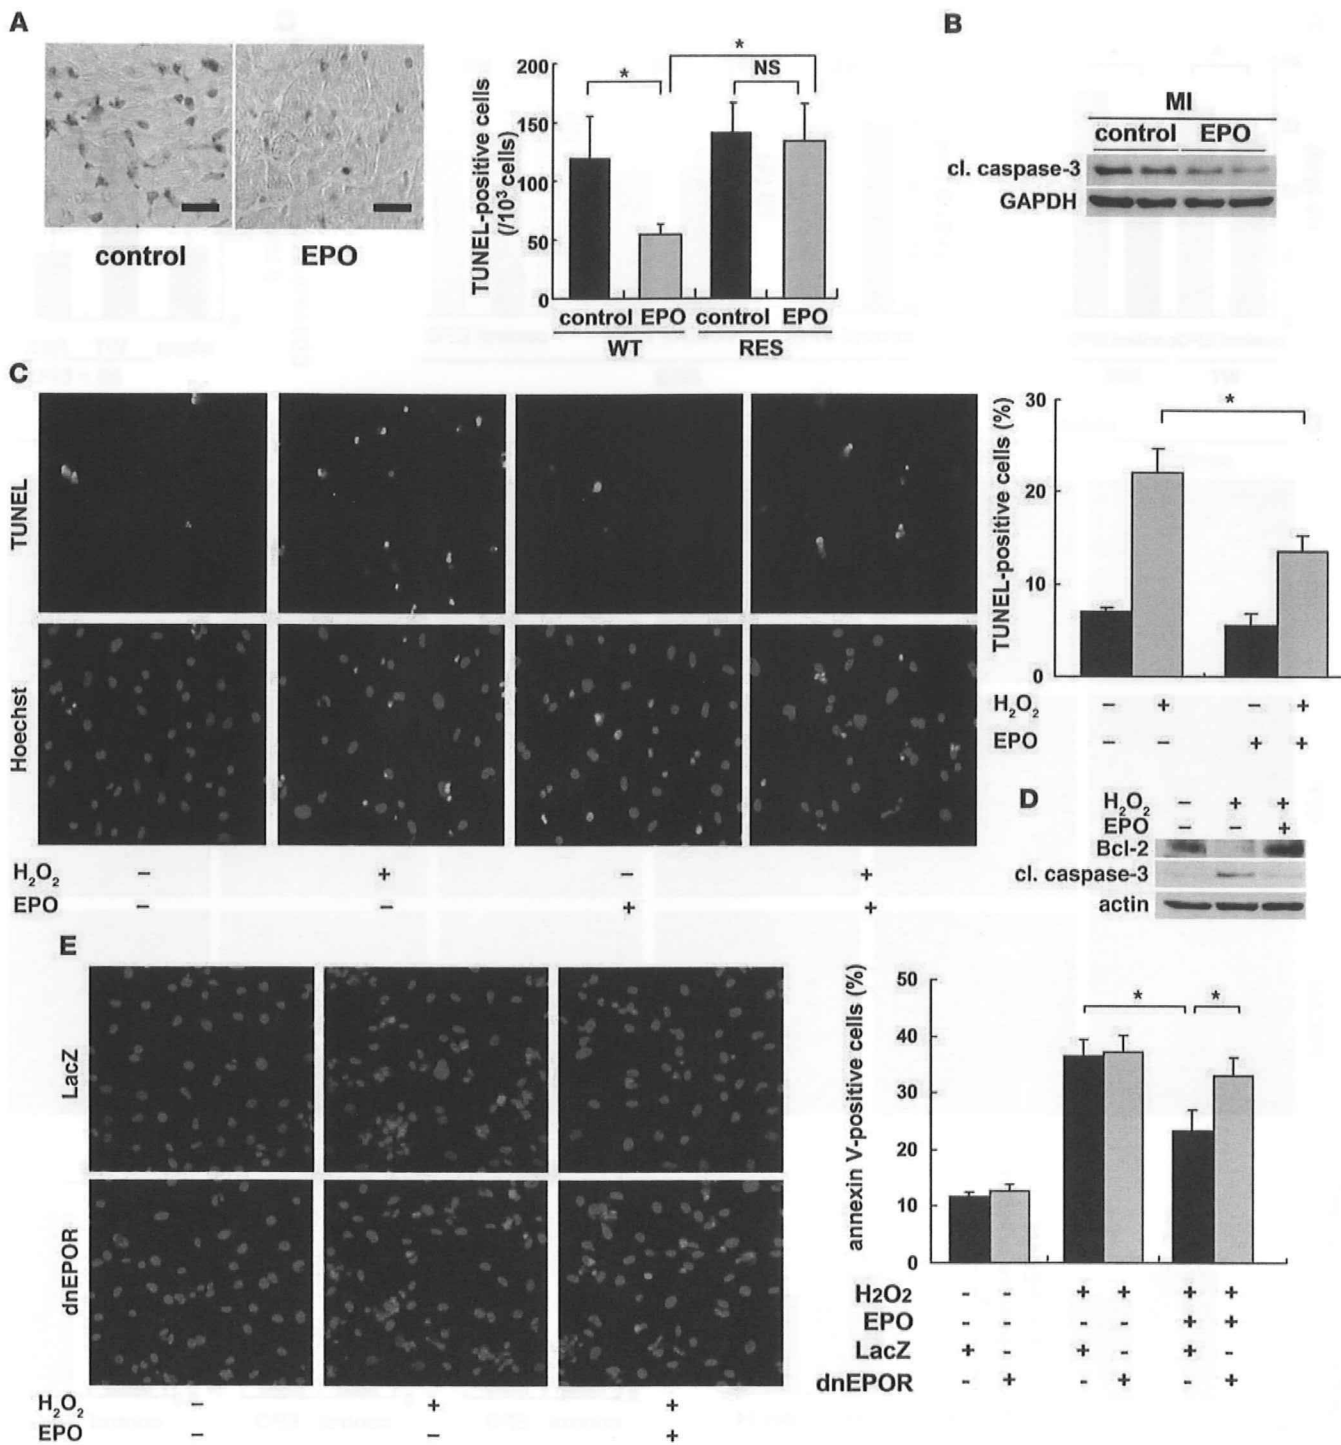 A
control EPO
TUNEL-positive cells
(/10³ cells)
200
150
100
50
0
*
*
NS
control EPO control EPO
WT RES
B
MI
control EPO
cl. caspase-3
GAPDH
C
TUNEL
Hoechst
H₂O₂ − + − +
EPO − − + +
TUNEL-positive cells (%)
30
20
10
0
*
H₂O₂ − + − +
EPO − − + +
D
H₂O₂ − + +
EPO − − +
Bcl-2
cl. caspase-3
actin
E
LacZ
dnEPOR
H₂O₂ − + +
EPO − − +
annexin V-positive cells (%)
50
40
30
20
10
0
* *
H2O2 - - + + + +
EPO - - - - + +
LacZ + - + - + -
dnEPOR - + - + - +